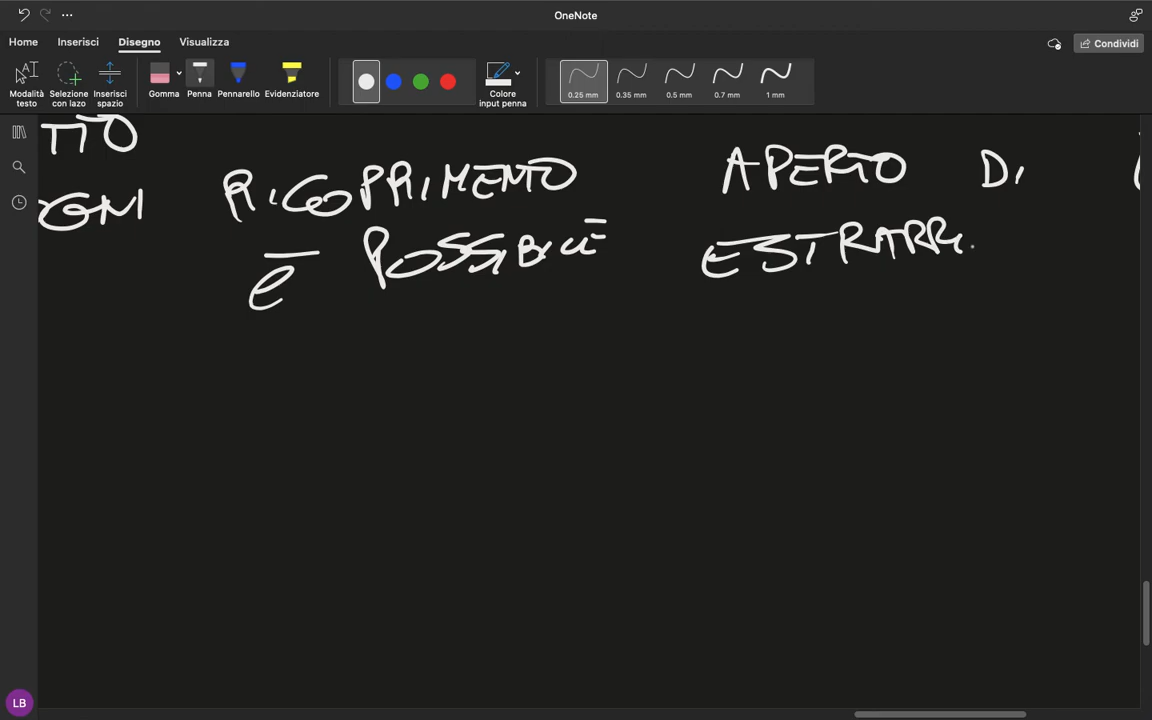 OneNote
Home Inserisci Disegno Visualizza
Condividi
Modalità testo
Selezione con lazo
Inserisci spazio
Gomma
Penna
Pennarello
Evidenziatore
Colore input penna
0.25 mm 0.35 mm 0.5 mm 0.7 mm 1 mm
TTO
OGNI RICOPRIMENTO APERTO DI
È POSSIBILE ESTRARR
LB